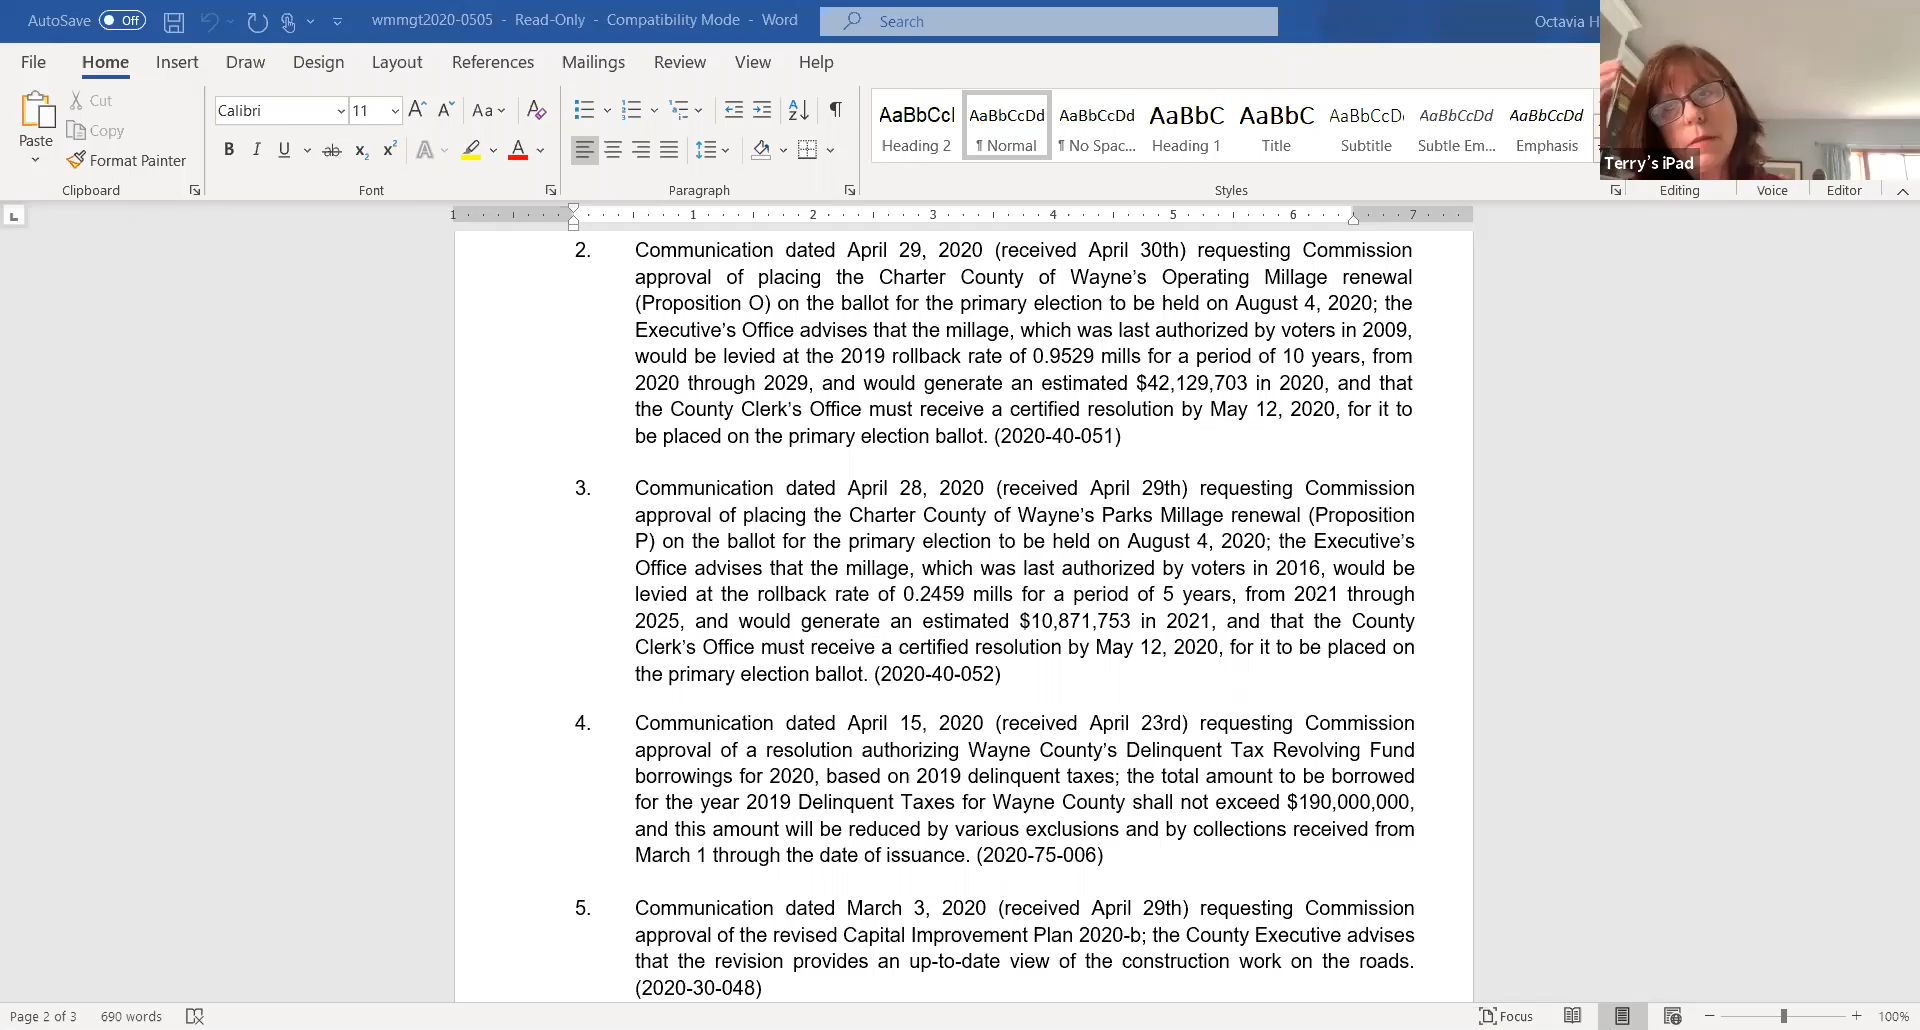 AutoSave Off wmmgt2020-0505 - Read-Only - Compatibility Mode - Word Search Octavia H
File Home Insert Draw Design Layout References Mailings Review View Help
Paste Cut Copy Format Painter
Calibri 11 A^ A˅ Aa
B I U ab x₂ x² A A
AaBbCcI AaBbCcDd AaBbCcDd AaBbC AaBbC AaBbCcD AaBbCcDd AaBbCcDd
Heading 2 ¶ Normal ¶ No Spac... Heading 1 Title Subtitle Subtle Em... Emphasis
Terry's iPad
Clipboard Font Paragraph Styles Editing Voice Editor
1 1 2 3 4 5 6 7
2. Communication dated April 29, 2020 (received April 30th) requesting Commission
approval of placing the Charter County of Wayne's Operating Millage renewal
(Proposition O) on the ballot for the primary election to be held on August 4, 2020; the
Executive's Office advises that the millage, which was last authorized by voters in 2009,
would be levied at the 2019 rollback rate of 0.9529 mills for a period of 10 years, from
2020 through 2029, and would generate an estimated $42,129,703 in 2020, and that
the County Clerk's Office must receive a certified resolution by May 12, 2020, for it to
be placed on the primary election ballot. (2020-40-051)
3. Communication dated April 28, 2020 (received April 29th) requesting Commission
approval of placing the Charter County of Wayne's Parks Millage renewal (Proposition
P) on the ballot for the primary election to be held on August 4, 2020; the Executive's
Office advises that the millage, which was last authorized by voters in 2016, would be
levied at the rollback rate of 0.2459 mills for a period of 5 years, from 2021 through
2025, and would generate an estimated $10,871,753 in 2021, and that the County
Clerk's Office must receive a certified resolution by May 12, 2020, for it to be placed on
the primary election ballot. (2020-40-052)
4. Communication dated April 15, 2020 (received April 23rd) requesting Commission
approval of a resolution authorizing Wayne County's Delinquent Tax Revolving Fund
borrowings for 2020, based on 2019 delinquent taxes; the total amount to be borrowed
for the year 2019 Delinquent Taxes for Wayne County shall not exceed $190,000,000,
and this amount will be reduced by various exclusions and by collections received from
March 1 through the date of issuance. (2020-75-006)
5. Communication dated March 3, 2020 (received April 29th) requesting Commission
approval of the revised Capital Improvement Plan 2020-b; the County Executive advises
that the revision provides an up-to-date view of the construction work on the roads.
(2020-30-048)
Page 2 of 3 690 words Focus 100%